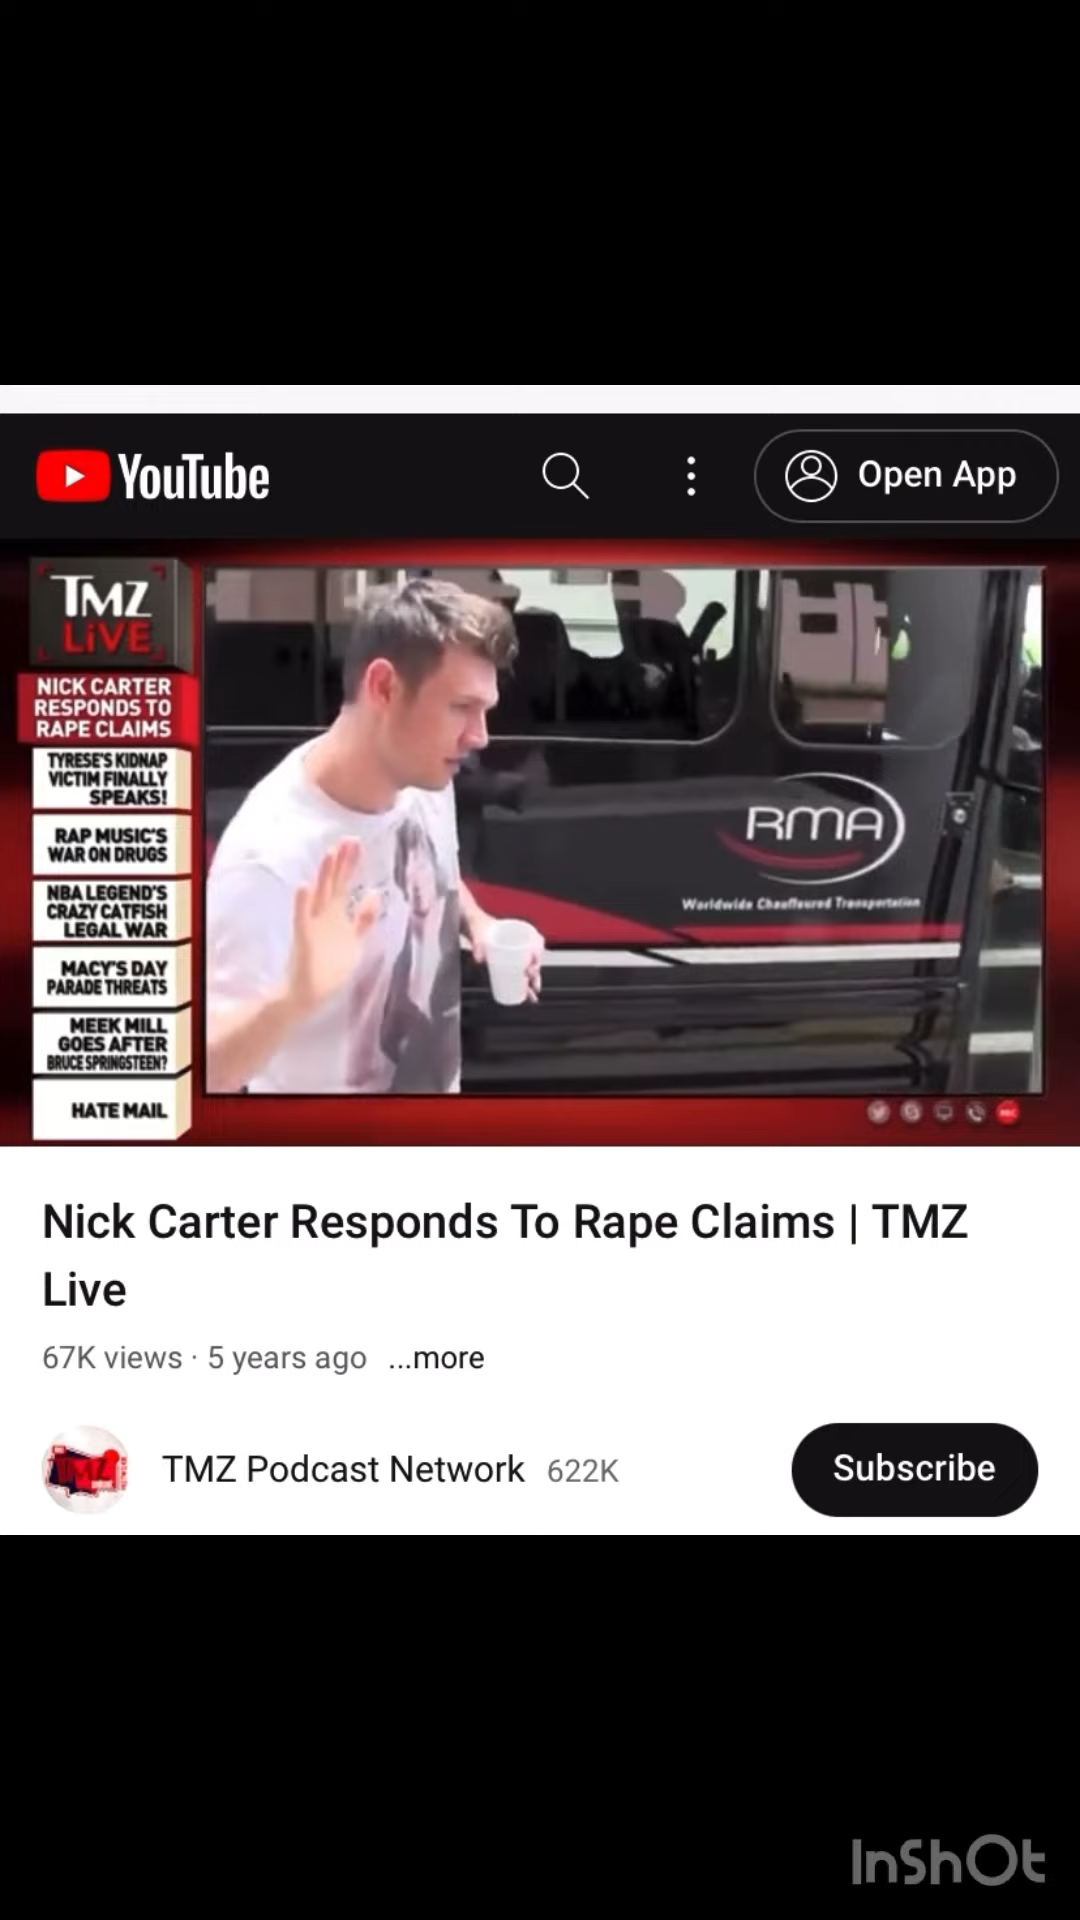 YouTube
Open App
TMZ
LiVE
NICK CARTER
RESPONDS TO
RAPE CLAIMS
TYRESE'S KIDNAP
VICTIM FINALLY
SPEAKS!
RAP MUSIC'S
WAR ON DRUGS
NBA LEGEND'S
CRAZY CATFISH
LEGAL WAR
MACY'S DAY
PARADE THREATS
MEEK MILL
GOES AFTER
BRUCE SPRINGSTEEN?
HATE MAIL
RMA
Worldwide Chauffeured Transportation
Nick Carter Responds To Rape Claims | TMZ
Live
67K views · 5 years ago ...more
TMZ
TMZ Podcast Network 622K
Subscribe
InShOt